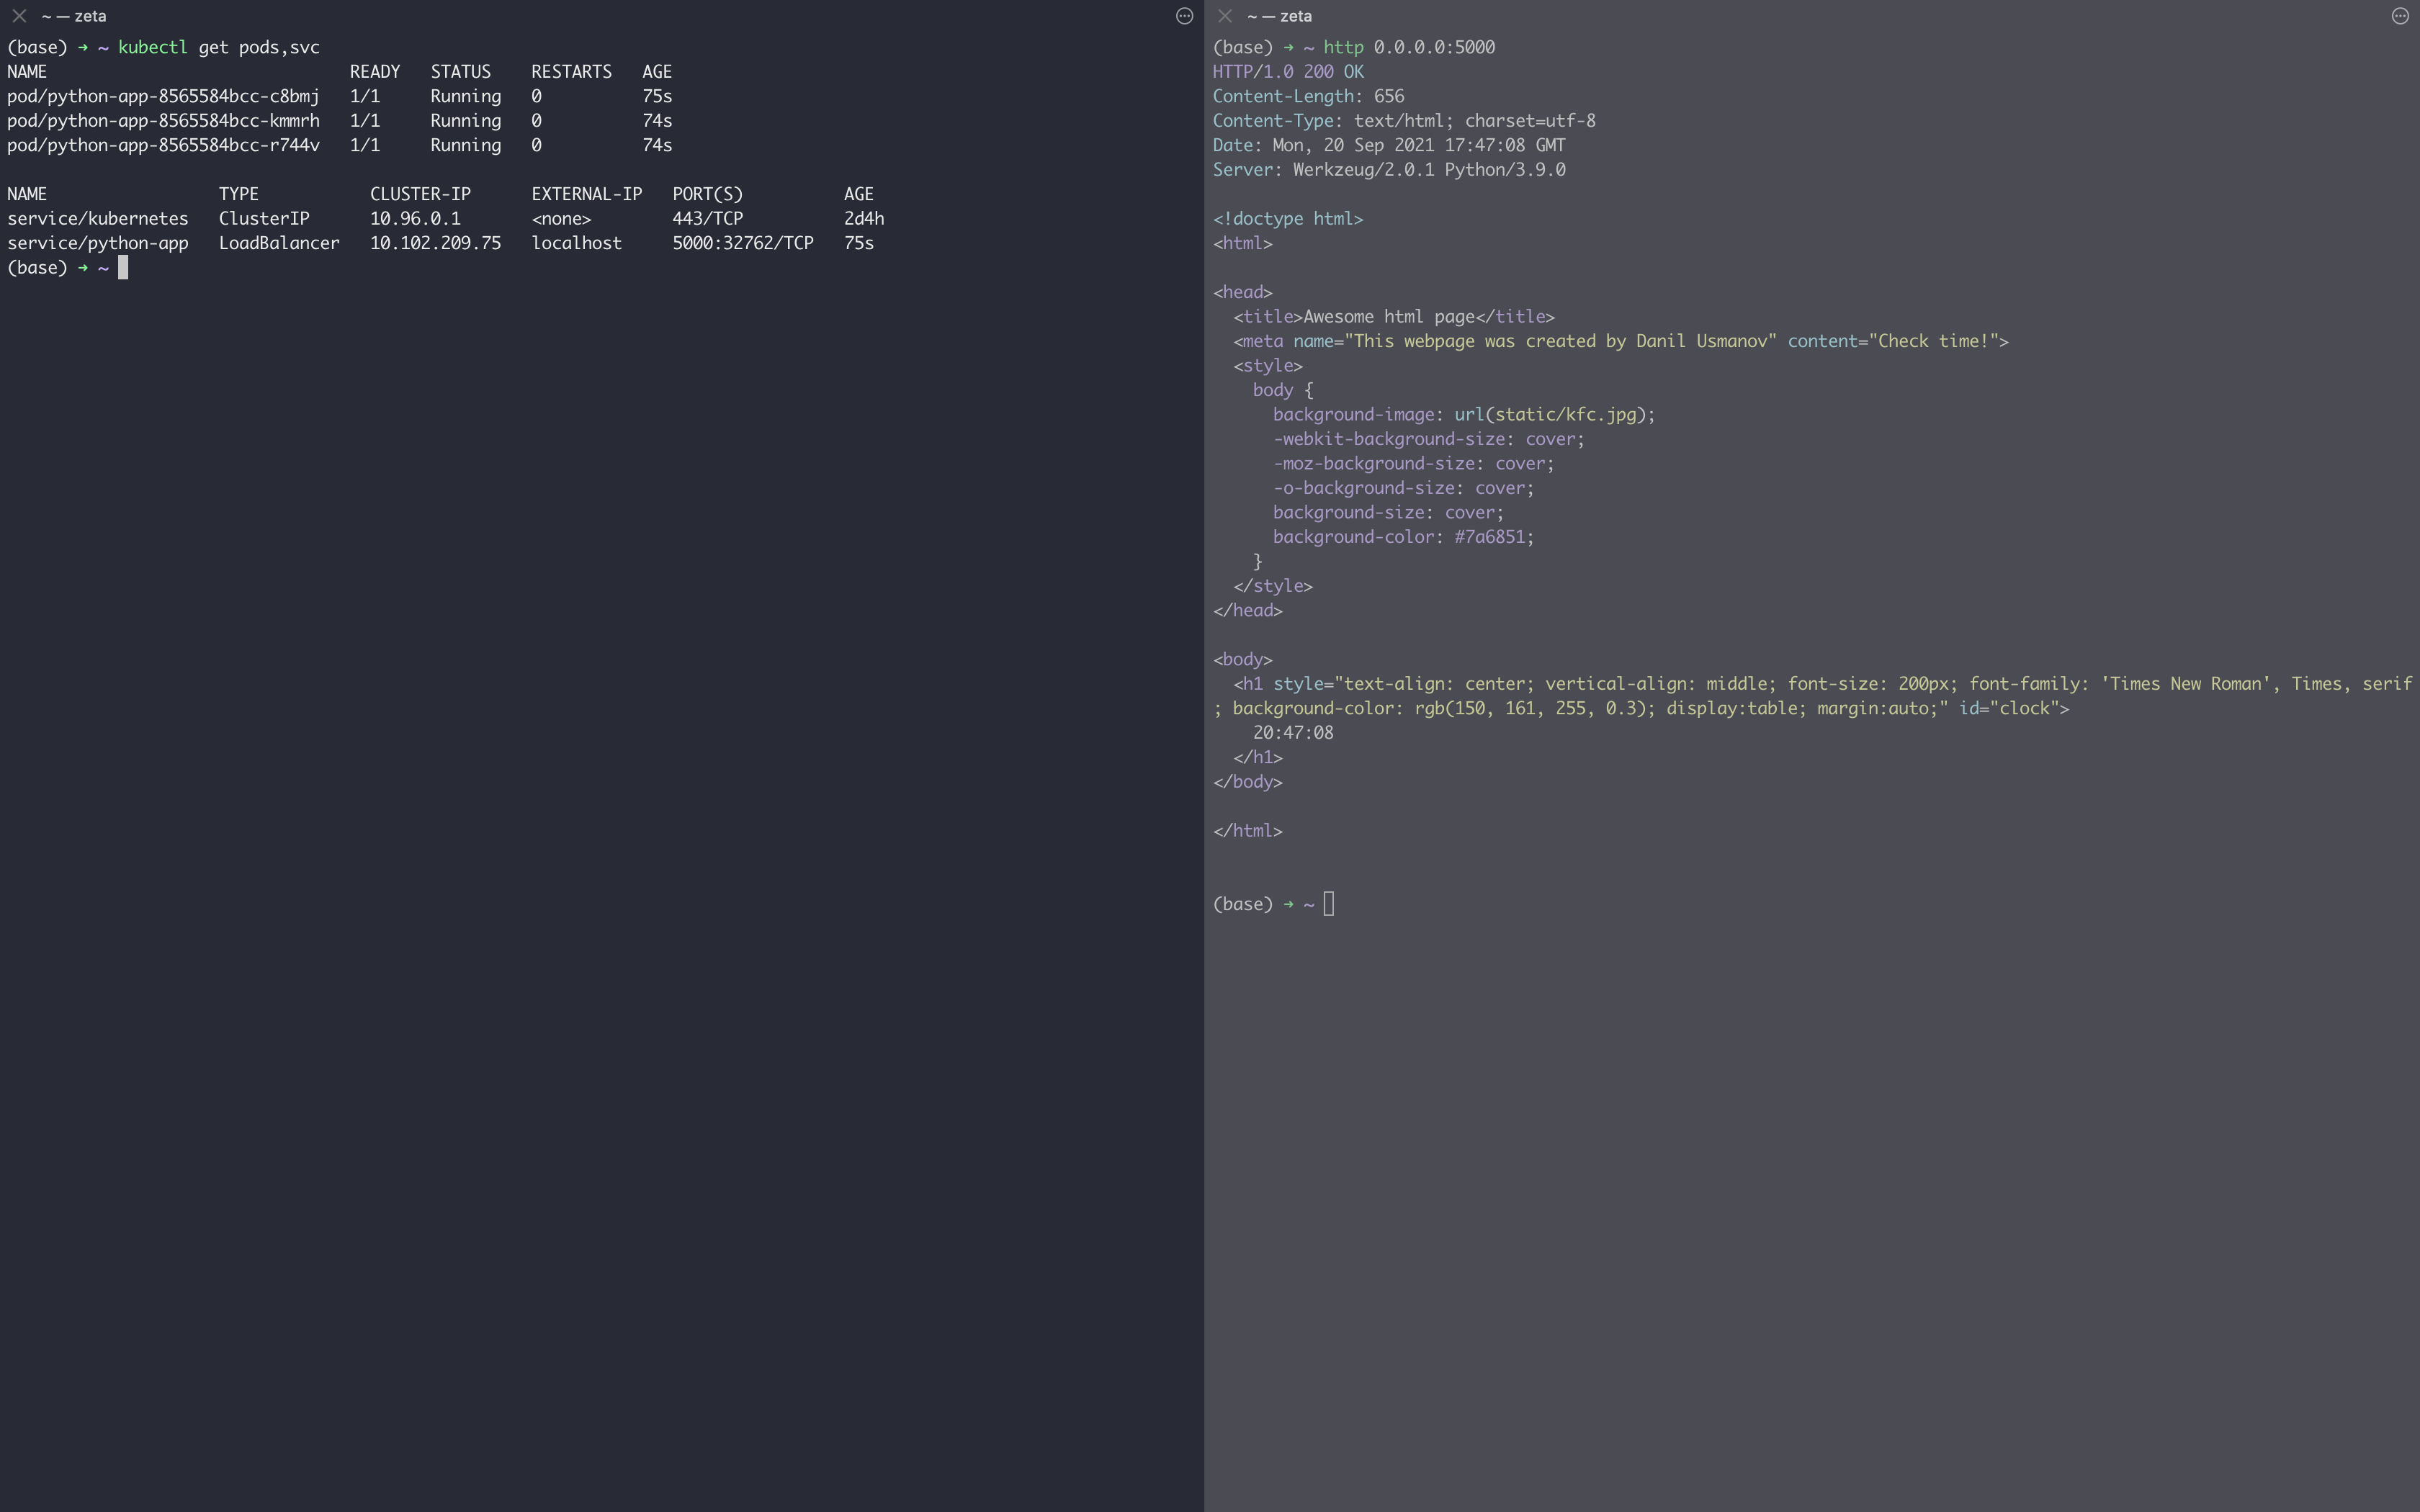 ~ — zeta
(base) ➜ ~ kubectl get pods,svc
NAME                              READY   STATUS    RESTARTS   AGE
pod/python-app-8565584bcc-c8bmj   1/1     Running   0          75s
pod/python-app-8565584bcc-kmmrh   1/1     Running   0          74s
pod/python-app-8565584bcc-r744v   1/1     Running   0          74s
NAME                 TYPE           CLUSTER-IP      EXTERNAL-IP   PORT(S)          AGE
service/kubernetes   ClusterIP      10.96.0.1       <none>        443/TCP          2d4h
service/python-app   LoadBalancer   10.102.209.75   localhost     5000:32762/TCP   75s
(base) ➜ ~
~ — zeta
(base) ➜ ~ http 0.0.0.0:5000
HTTP/1.0 200 OK
Content-Length: 656
Content-Type: text/html; charset=utf-8
Date: Mon, 20 Sep 2021 17:47:08 GMT
Server: Werkzeug/2.0.1 Python/3.9.0
<!doctype html>
<html>
<head>
  <title>Awesome html page</title>
  <meta name="This webpage was created by Danil Usmanov" content="Check time!">
  <style>
    body {
      background-image: url(static/kfc.jpg);
      -webkit-background-size: cover;
      -moz-background-size: cover;
      -o-background-size: cover;
      background-size: cover;
      background-color: #7a6851;
    }
  </style>
</head>
<body>
  <h1 style="text-align: center; vertical-align: middle; font-size: 200px; font-family: 'Times New Roman', Times, serif
; background-color: rgb(150, 161, 255, 0.3); display:table; margin:auto;" id="clock">
    20:47:08
  </h1>
</body>
</html>
(base) ➜ ~